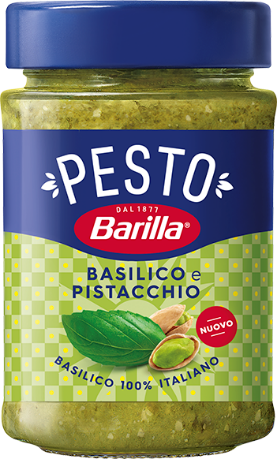 PESTO
DAL 1877
Barilla®
BASILICO e
PISTACCHIO
NUOVO
BASILICO 100% ITALIANO